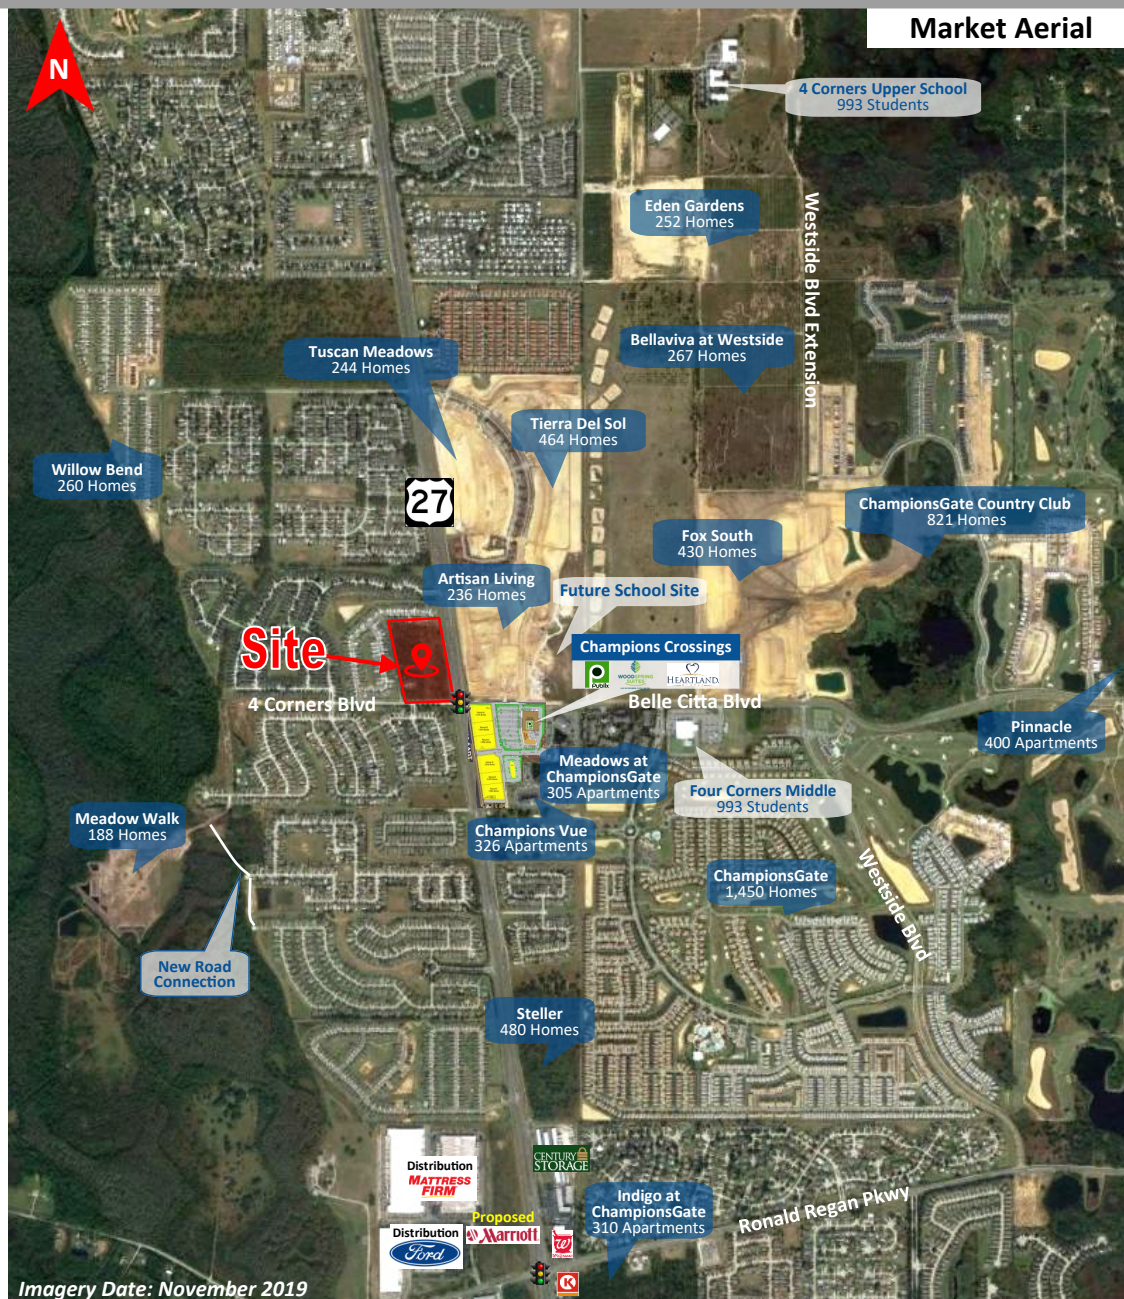 Market Aerial
N
4 Corners Upper School
993 Students
Eden Gardens
252 Homes
Westside Blvd Extension
Bellaviva at Westside
267 Homes
Tuscan Meadows
244 Homes
Tierra Del Sol
464 Homes
Willow Bend
260 Homes
27
ChampionsGate Country Club
821 Homes
Fox South
430 Homes
Artisan Living
236 Homes
Future School Site
Site
Champions Crossings
Publix
WOODSPRING
SUITES
HEARTLAND
4 Corners Blvd
Belle Citta Blvd
Pinnacle
400 Apartments
Meadows at
ChampionsGate
305 Apartments
Four Corners Middle
993 Students
Meadow Walk
188 Homes
Champions Vue
326 Apartments
ChampionsGate
1,450 Homes
Westside Blvd
New Road
Connection
Steller
480 Homes
CENTURY
STORAGE
Distribution
MATTRESS
FIRM
Indigo at
ChampionsGate
310 Apartments
Ronald Regan Pkwy
Proposed
Marriott
Distribution
Ford
W
K
Imagery Date: November 2019